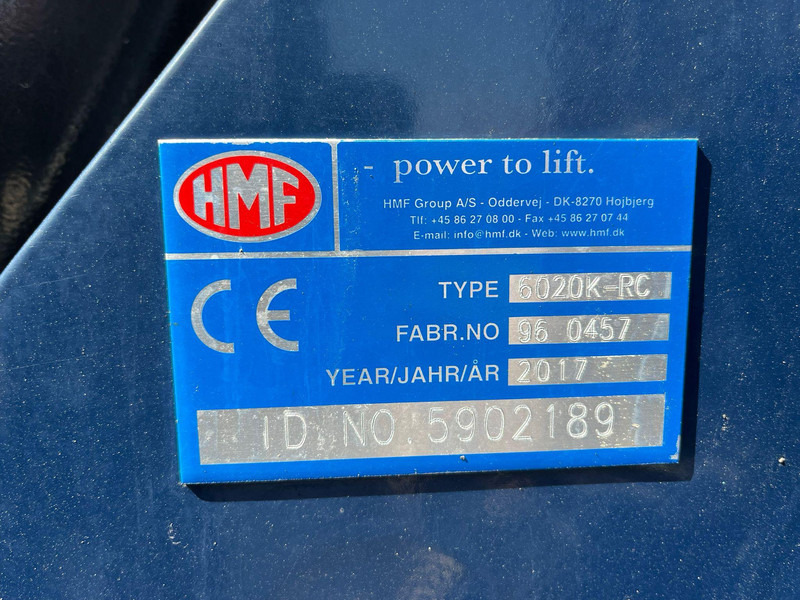 HMF
- power to lift.
HMF Group A/S - Oddervej - DK-8270 Hojbjerg
Tlf: +45 86 27 08 00 - Fax +45 86 27 07 44
E-mail: info@hmf.dk - Web: www.hmf.dk
CE
TYPE 6020K-RC
FABR.NO 96 0457
YEAR/JAHR/ÅR 2017
ID NO 5902189